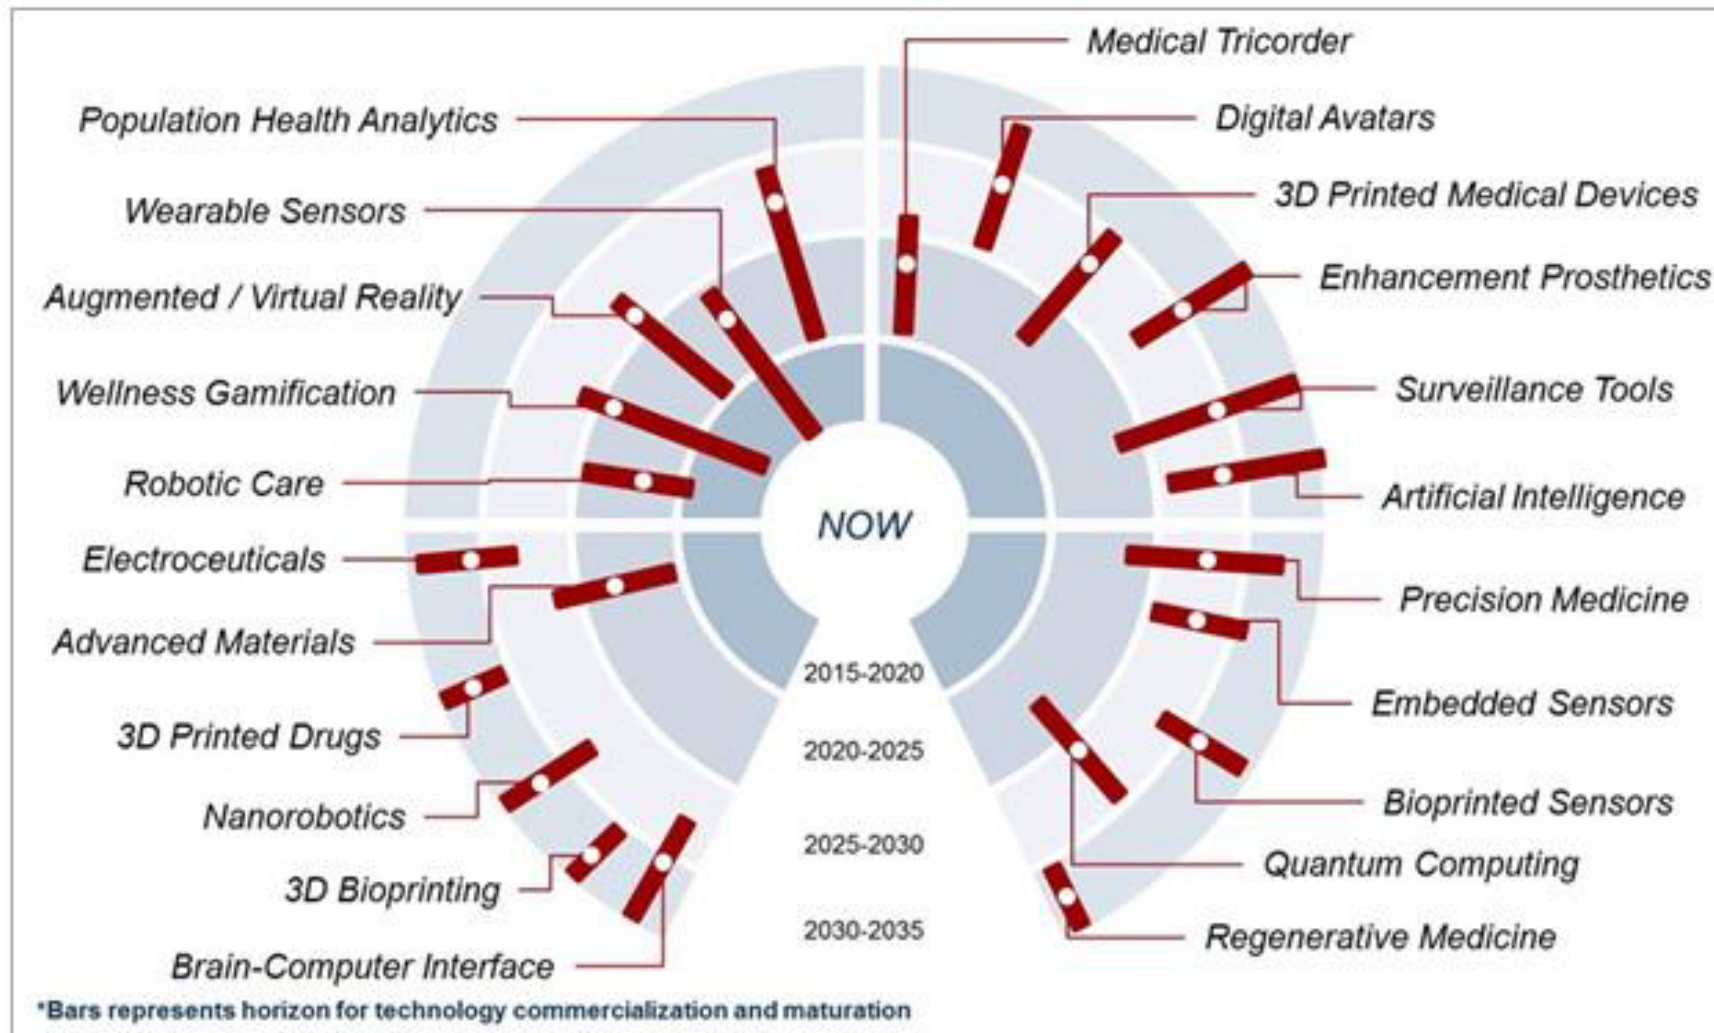 Medical Tricorder
Population Health Analytics
Digital Avatars
Wearable Sensors
3D Printed Medical Devices
Augmented / Virtual Reality
Enhancement Prosthetics
Wellness Gamification
Surveillance Tools
Robotic Care
Artificial Intelligence
NOW
Electroceuticals
Precision Medicine
Advanced Materials
2015-2020
Embedded Sensors
3D Printed Drugs
2020-2025
Bioprinted Sensors
Nanorobotics
2025-2030
Quantum Computing
3D Bioprinting
2030-2035
Regenerative Medicine
Brain-Computer Interface
*Bars represents horizon for technology commercialization and maturation